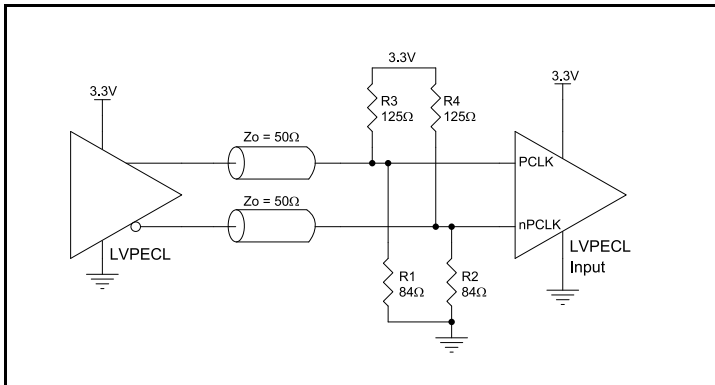 3.3V
3.3V
3.3V
R3
125Ω
R4
125Ω
Zo = 50Ω
PCLK
Zo = 50Ω
nPCLK
LVPECL
LVPECL
Input
R1
84Ω
R2
84Ω